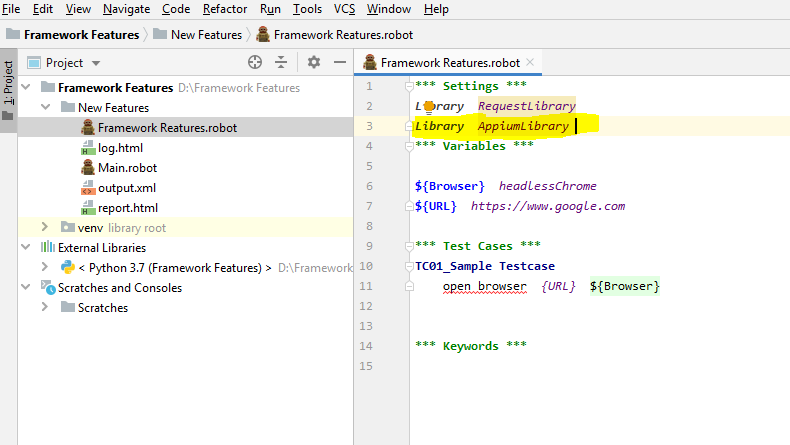 File Edit View Navigate Code Refactor Run Tools VCS Window Help
Framework Features New Features Framework Reatures.robot
1: Project
Project
Framework Features D:\Framework Features
New Features
Framework Reatures.robot
log.html
Main.robot
output.xml
report.html
venv library root
External Libraries
< Python 3.7 (Framework Features) > D:\Framework
Scratches and Consoles
Scratches
Framework Reatures.robot
1 *** Settings ***
2 Library RequestLibrary
3 Library AppiumLibrary
4 *** Variables ***
5
6 ${Browser} headlessChrome
7 ${URL} https://www.google.com
8
9 *** Test Cases ***
10 TC01_Sample Testcase
11 open browser {URL} ${Browser}
12
13
14 *** Keywords ***
15